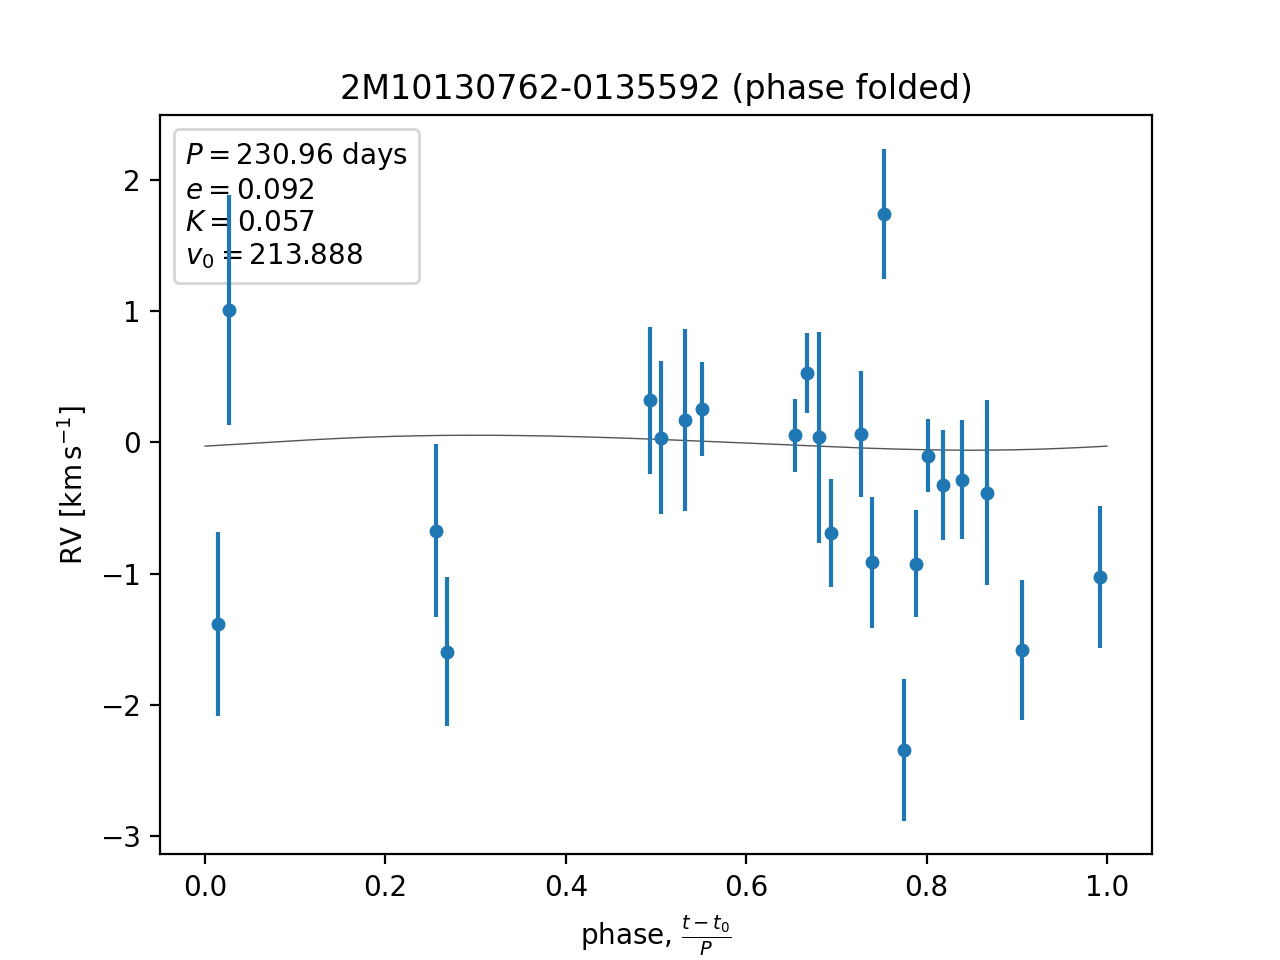 2M10130762-0135592 (phase folded)
P = 230.96 days
e = 0.092
K = 0.057
v₀ = 213.888
RV [km s⁻¹]
2
1
0
−1
−2
−3
0.0 0.2 0.4 0.6 0.8 1.0
phase, (t − t₀)/P